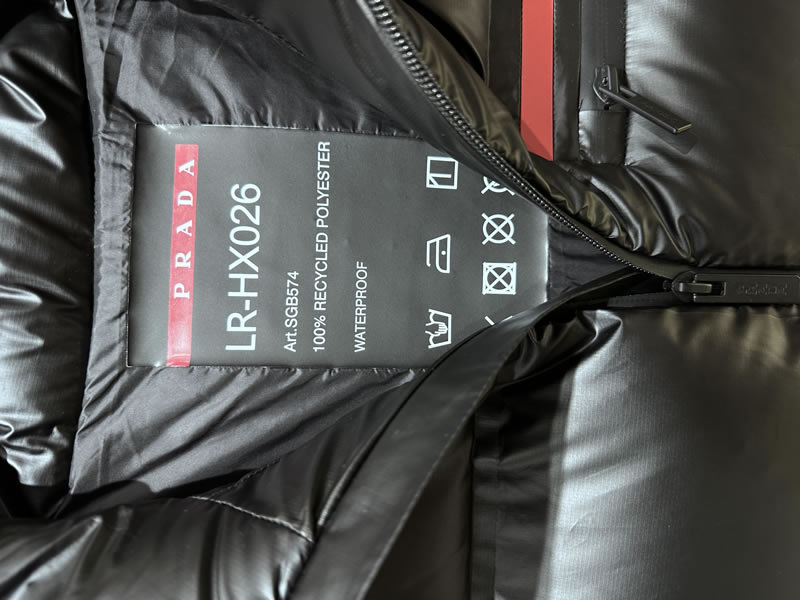 PRADA
LR-HX026
Art.SGB574
100% RECYCLED POLYESTER
WATERPROOF